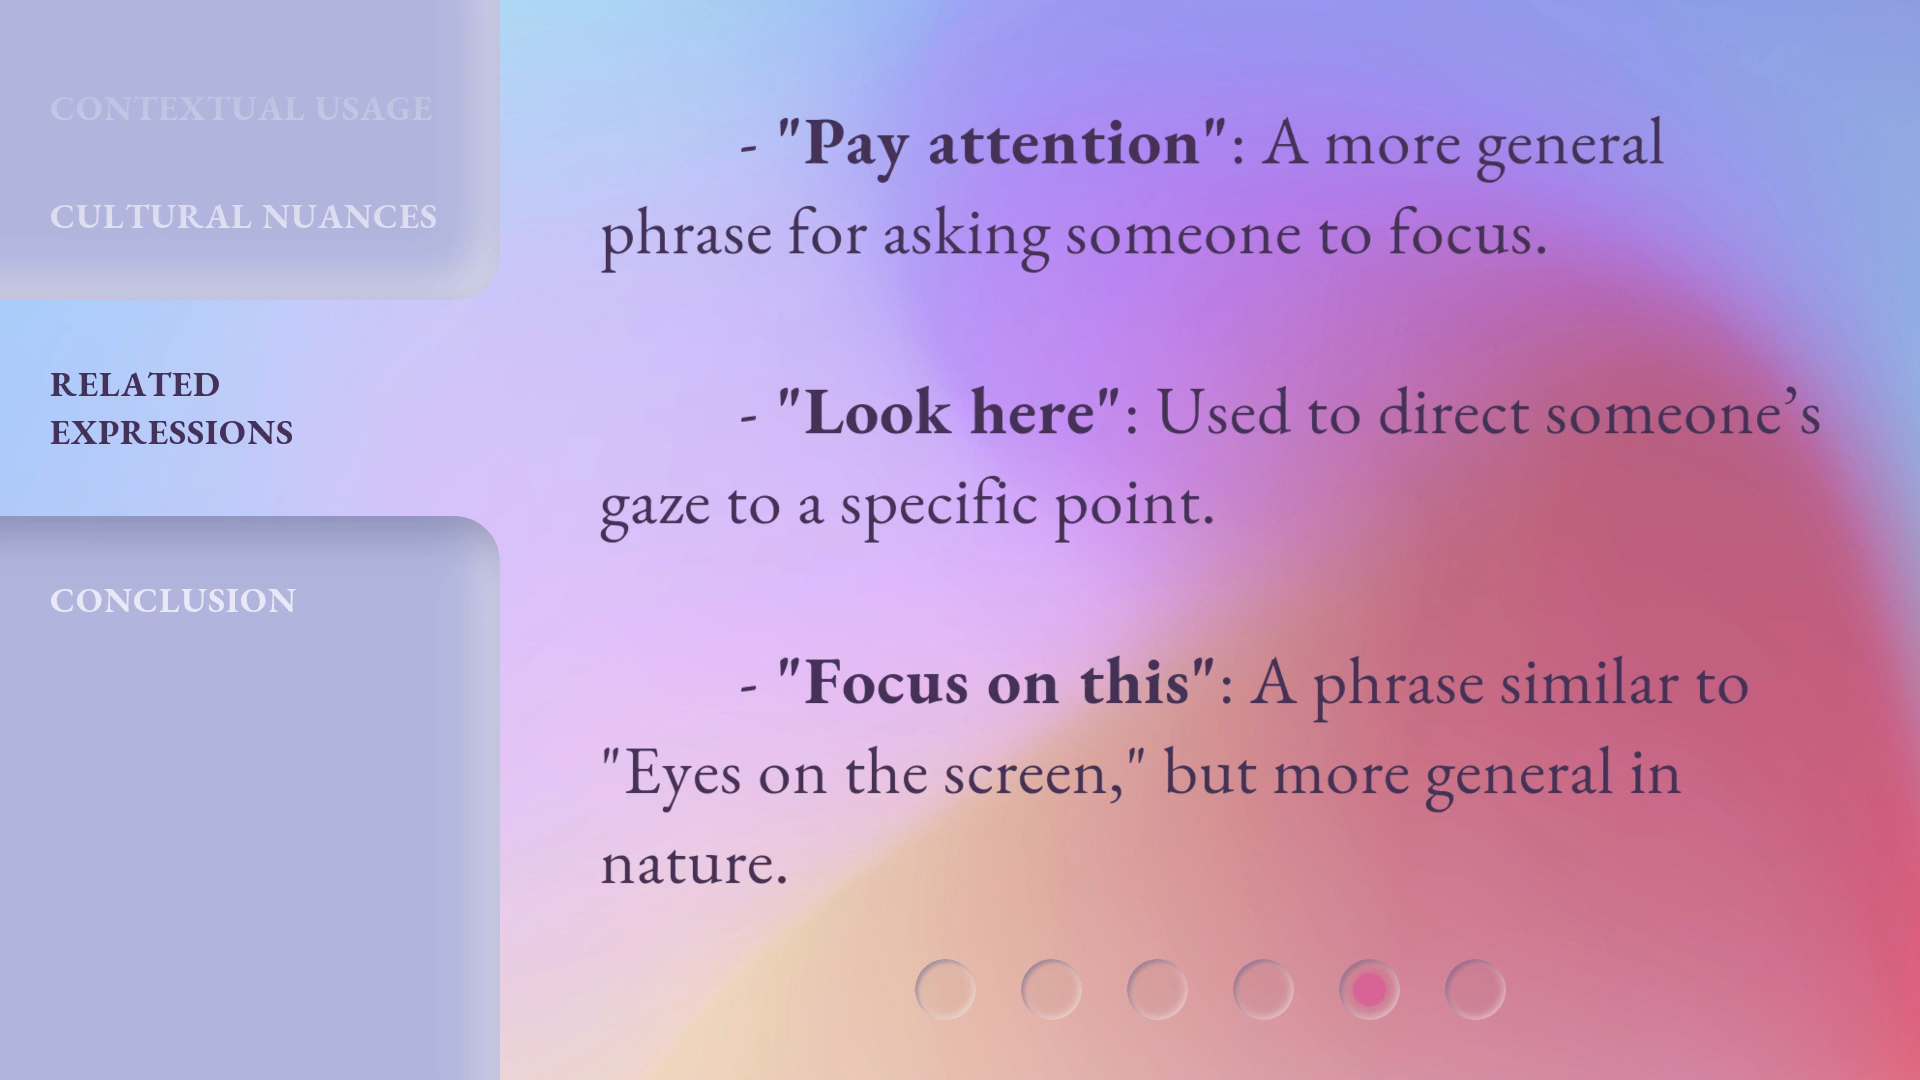 CONTEXTUAL USAGE
CULTURAL NUANCES
RELATED
EXPRESSIONS
CONCLUSION
- "Pay attention": A more general
phrase for asking someone to focus.
- "Look here": Used to direct someone’s
gaze to a specific point.
- "Focus on this": A phrase similar to
"Eyes on the screen," but more general in
nature.